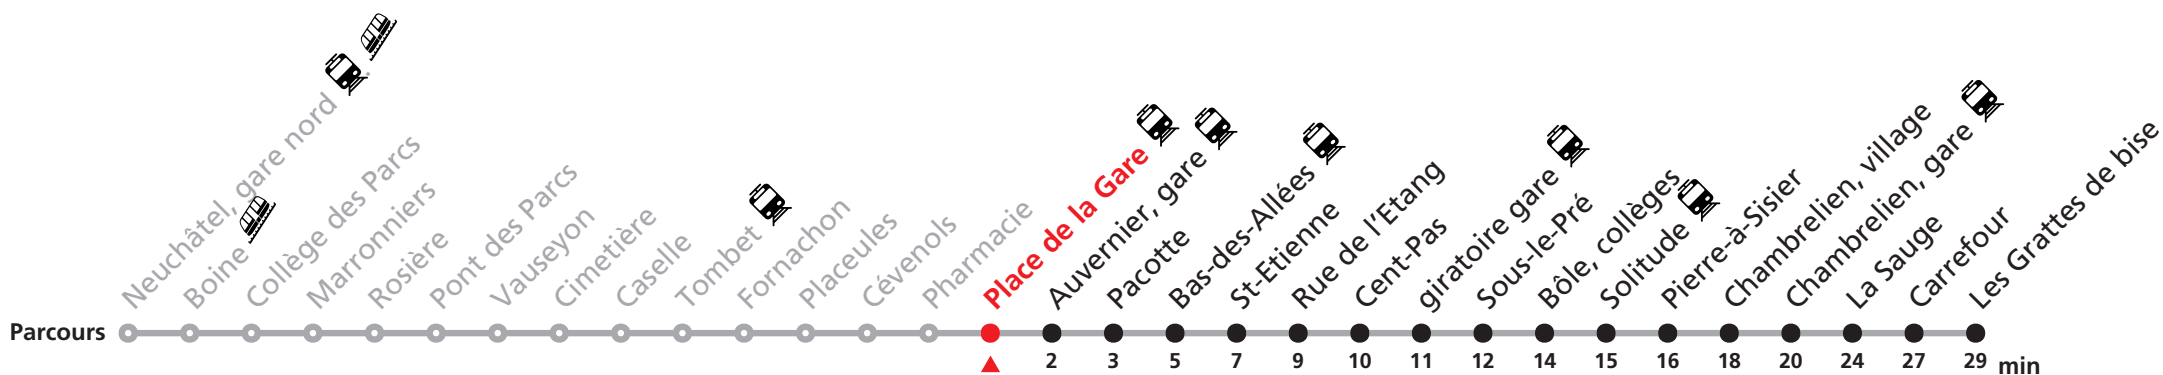 Parcours
Neuchâtel, gare nord
Boine
Collège des Parcs
Marronniers
Rosière
Pont des Parcs
Vauseyon
Cimetière
Caselle
Tombet
Fornachon
Placeules
Cévenols
Pharmacie
Place de la Gare
Auvernier, gare
Pacotte
Bas-des-Allées
St-Etienne
Rue de l'Etang
Cent-Pas
giratoire gare
Sous-le-Pré
Bôle, collèges
Solitude
Pierre-à-Sisier
Chambrelien, village
Chambrelien, gare
La Sauge
Carrefour
Les Grattes de bise
2 3 5 7 9 10 11 12 14 15 16 18 20 24 27 29 min